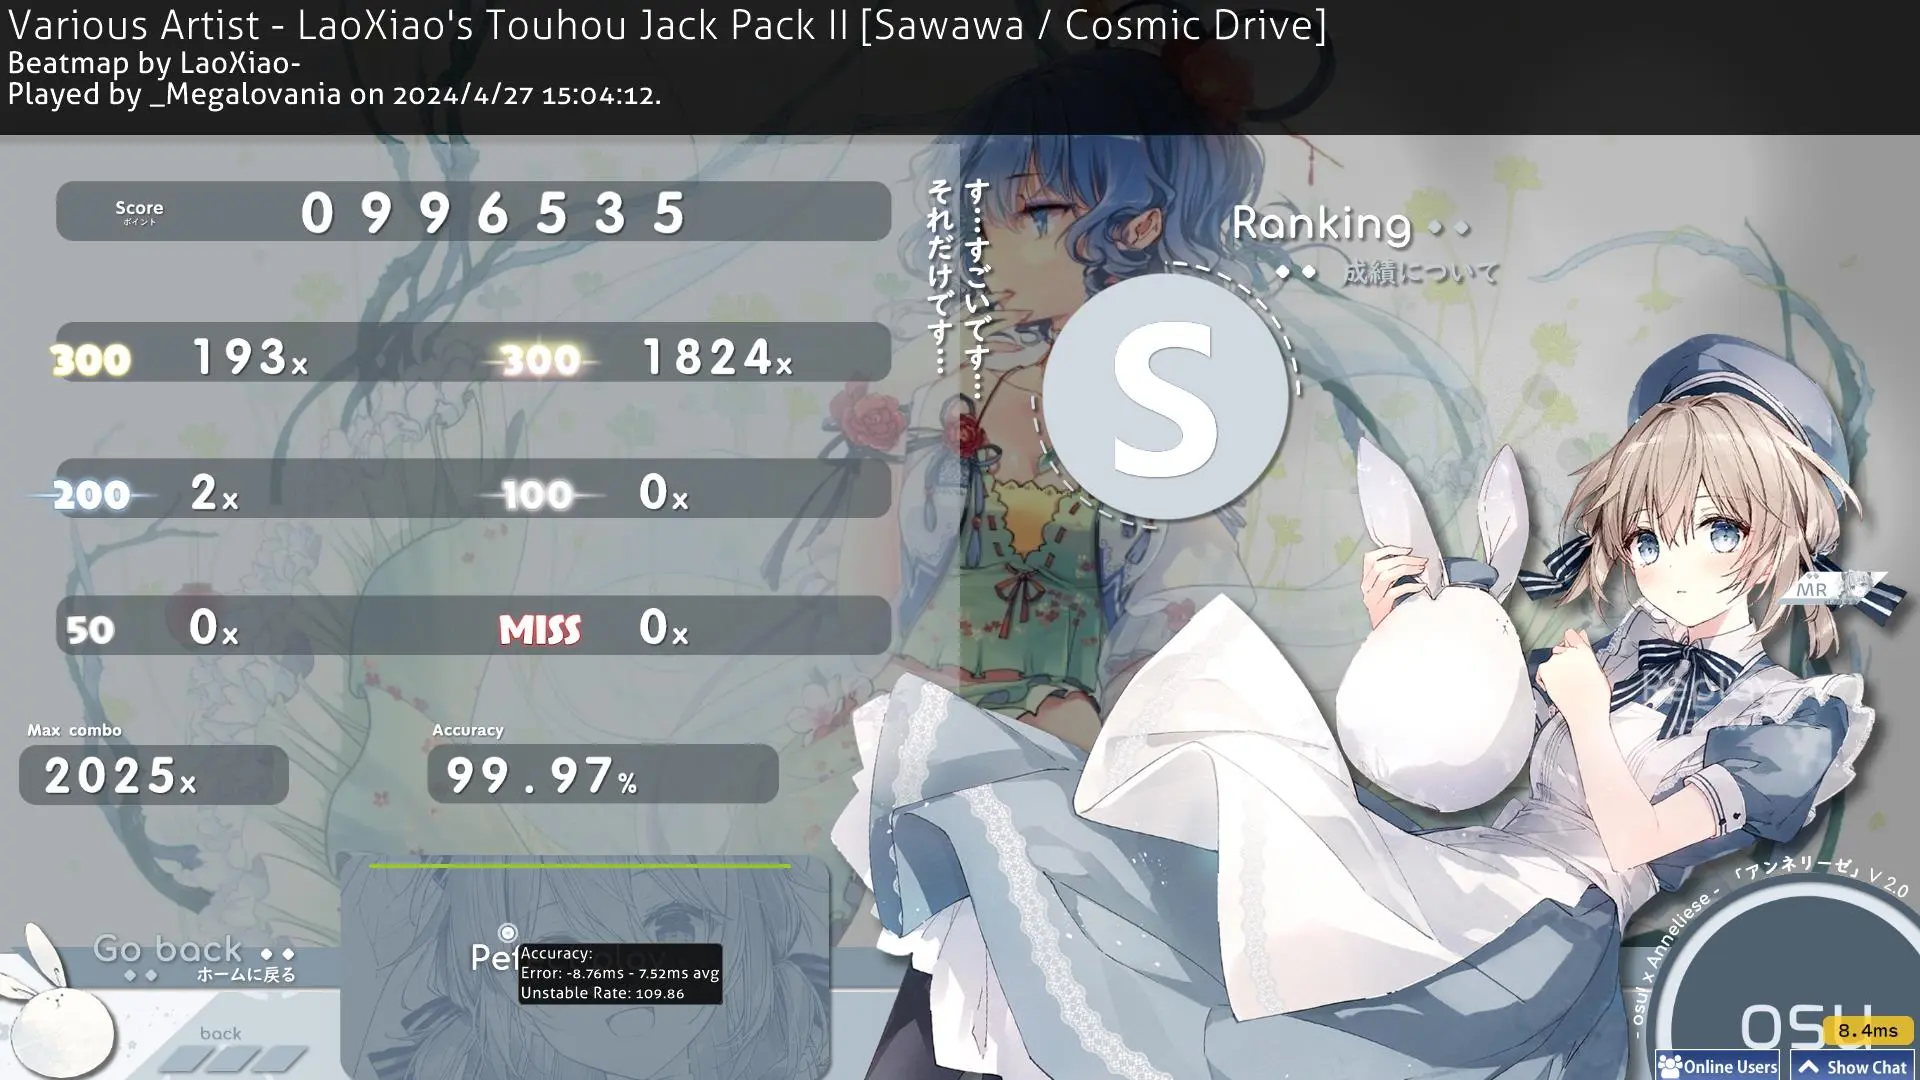 Various Artist - LaoXiao's Touhou Jack Pack II [Sawawa / Cosmic Drive]
Beatmap by LaoXiao-
Played by _Megalovania on 2024/4/27 15:04:12.
Score 0996535
ポイント
す…すごいです…
それだけです…
Ranking
成績について
S
300 193x 300 1824x
200 2x 100 0x
50 0x MISS 0x
MR
Max combo
2025x
Accuracy
99.97%
Accuracy:
Error: -8.76ms - 7.52ms avg
Unstable Rate: 109.86
Go back
ホームに戻る
back
- osu! x Anneliese - 「アンネリーゼ」 V 2.0
osu
8.4ms
Online Users
Show Chat